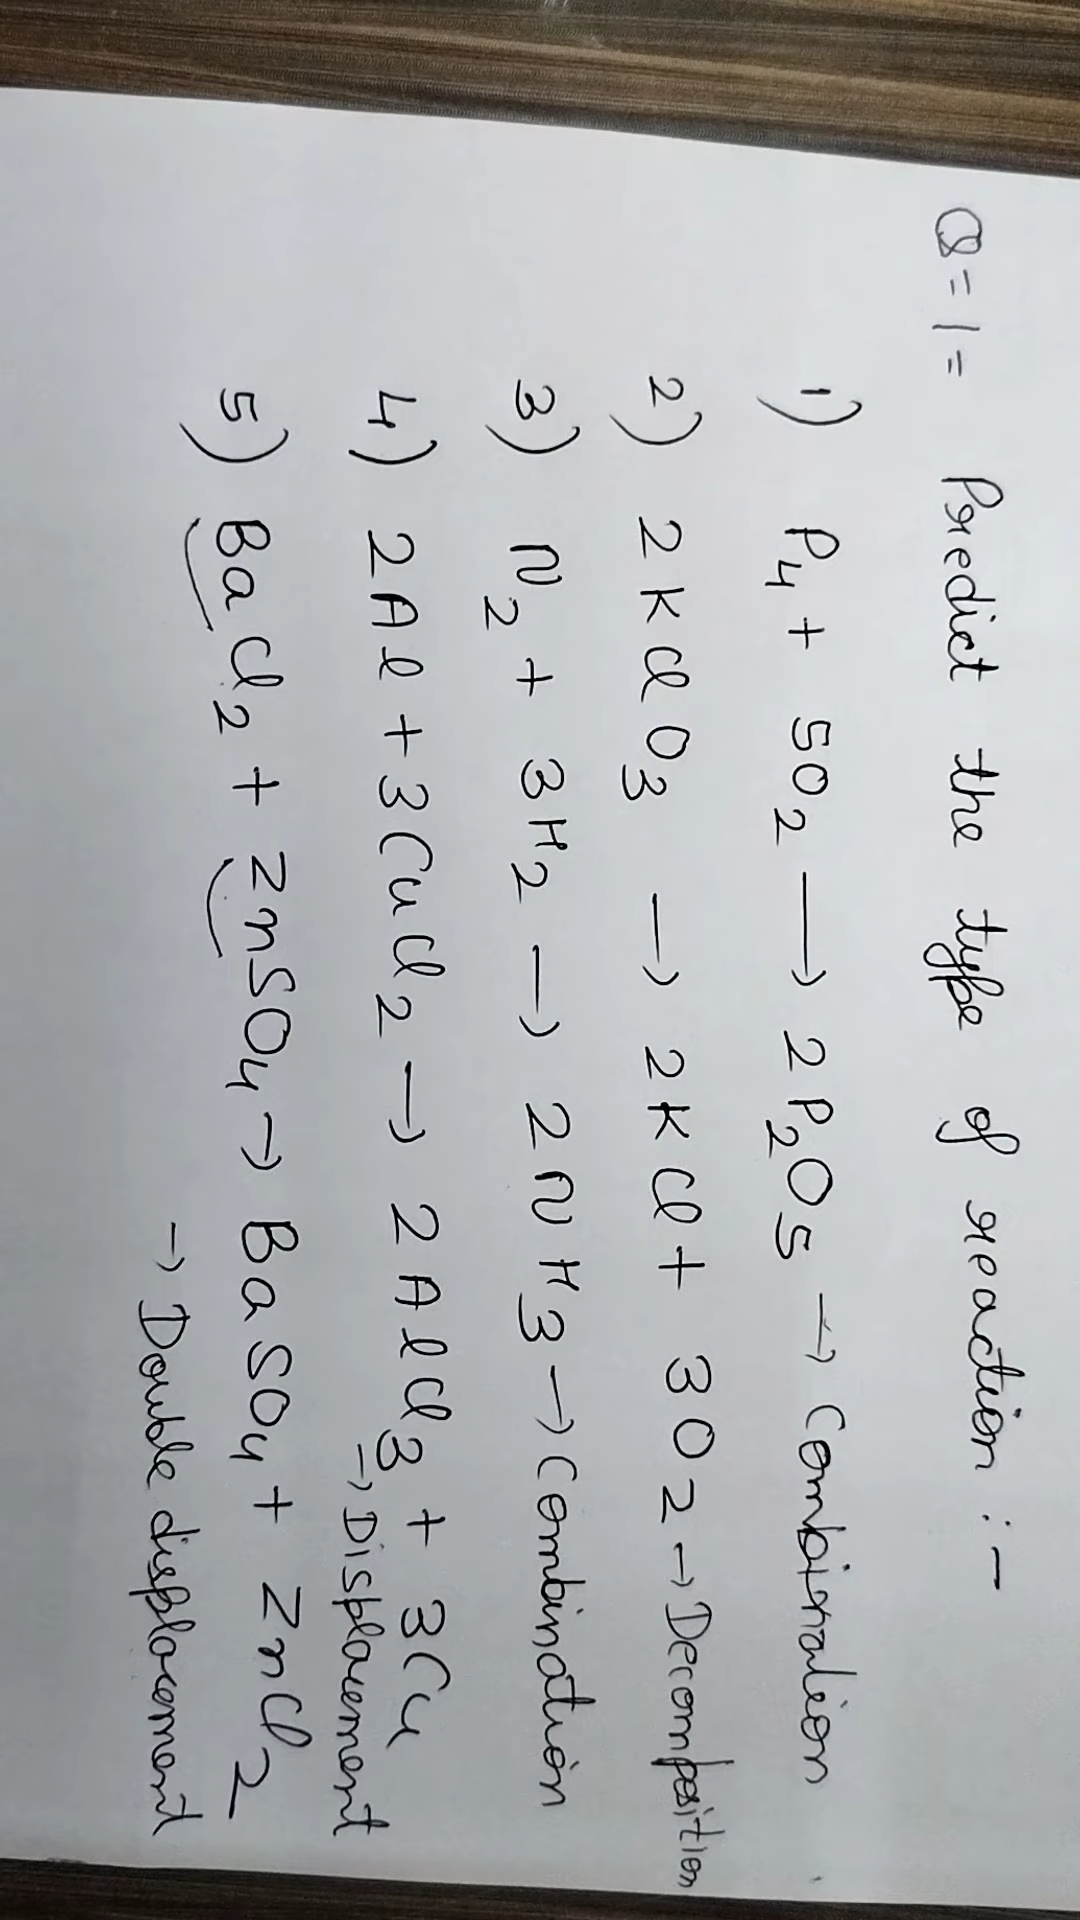 Q=1= Predict the type of reaction :-
1) P₄ + 5O₂ → 2P₂O₅ → Combination
2) 2KClO₃ → 2KCl + 3O₂ → Decomposition
3) N₂ + 3H₂ → 2NH₃ → Combination
4) 2Al + 3CuCl₂ → 2AlCl₃ + 3Cu
→ Displacement
5) BaCl₂ + ZnSO₄ → BaSO₄ + ZnCl₂
→ Double displacement